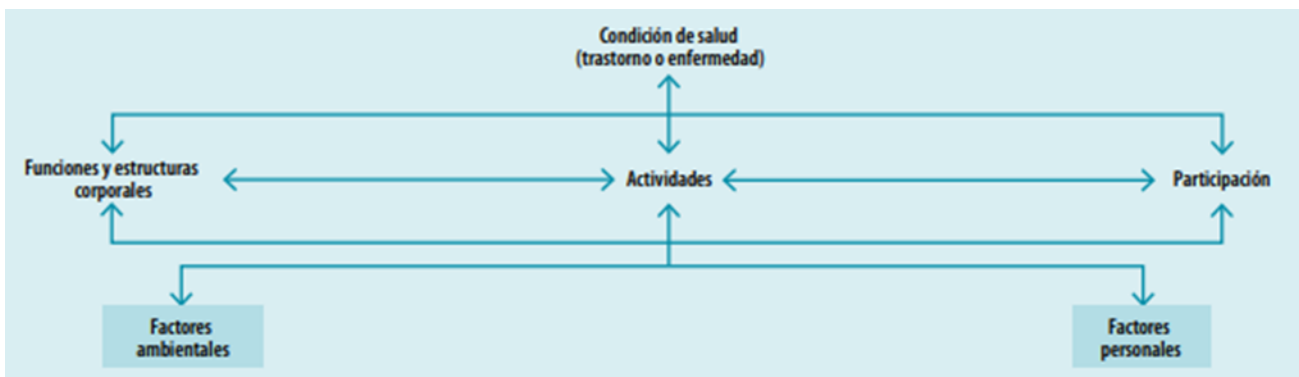 Condición de salud
(trastorno o enfermedad)
Funciones y estructuras
corporales
Actividades
Participación
Factores
ambientales
Factores
personales